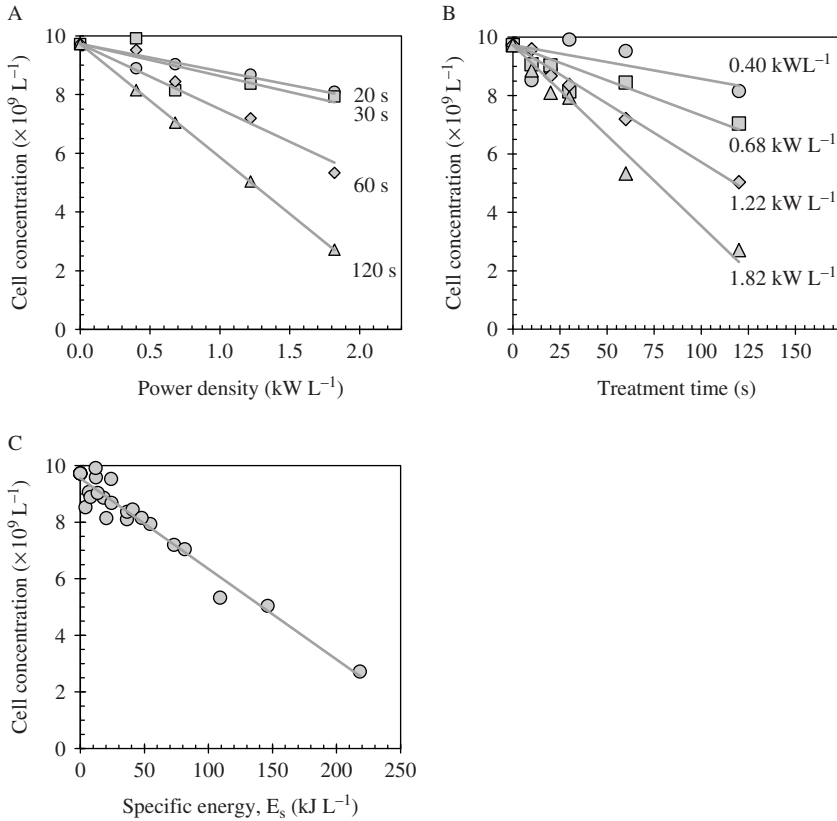 A
10
8
6
4
2
0
0.0 0.5 1.0 1.5 2.0
Cell concentration (×10⁹ L⁻¹)
Power density (kW L⁻¹)
20 s
30 s
60 s
120 s
B
10
8
6
4
2
0
0 25 50 75 100 125 150
Cell concentration (×10⁹ L⁻¹)
Treatment time (s)
0.40 kWL⁻¹
0.68 kW L⁻¹
1.22 kW L⁻¹
1.82 kW L⁻¹
C
10
8
6
4
2
0
0 50 100 150 200 250
Cell concentration (×10⁹ L⁻¹)
Specific energy, Eₛ (kJ L⁻¹)